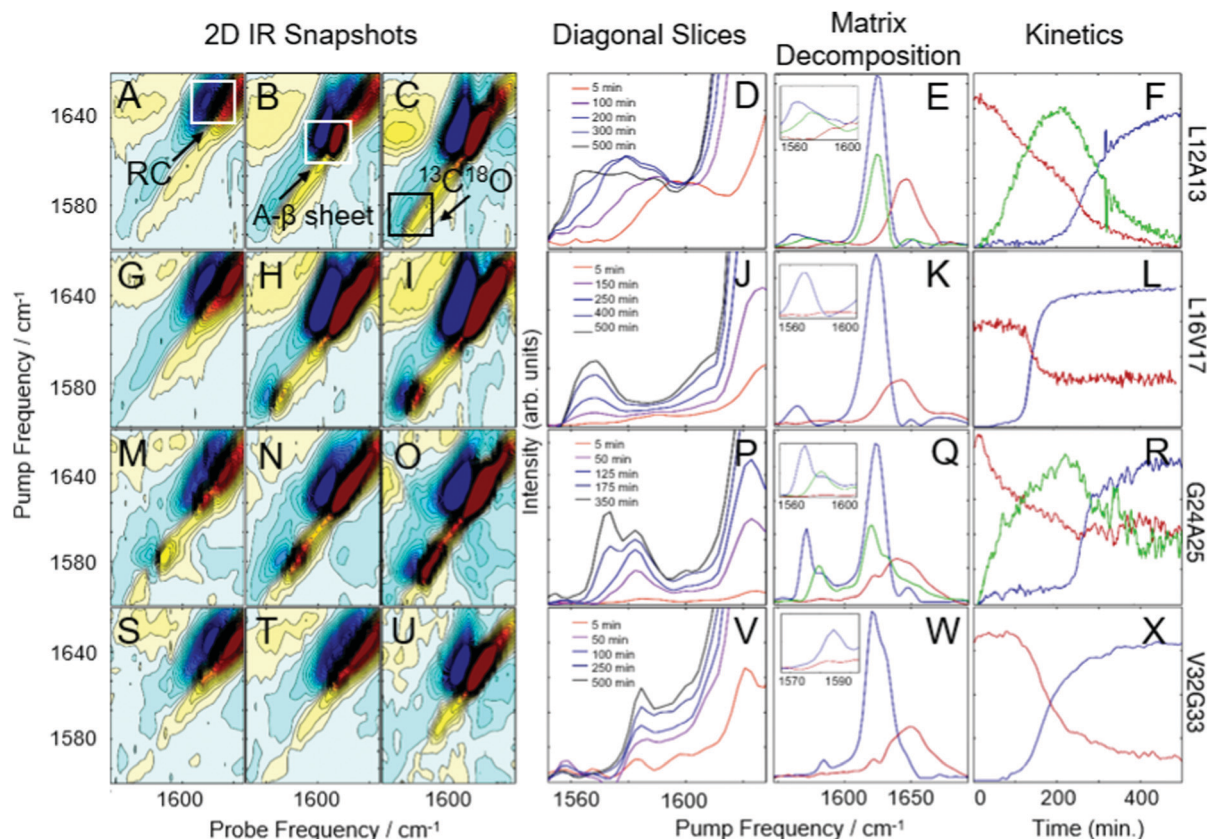 2D IR Snapshots
Diagonal Slices
Matrix
Decomposition
Kinetics
Pump Frequency / cm⁻¹
1640
1580
A
RC
B
A-β sheet
C
¹³C¹⁸O
Intensity (arb. units)
D
5 min
100 min
200 min
300 min
500 min
E
1560 1600
F
L12A13
1640
1580
G
H
I
J
5 min
150 min
250 min
400 min
500 min
K
1560 1600
L
L16V17
1640
1580
M
N
O
P
5 min
50 min
125 min
175 min
350 min
Q
1560 1600
R
G24A25
1640
1580
S
T
U
V
5 min
50 min
100 min
250 min
500 min
W
1570 1590
X
V32G33
1600 1600 1600
1560 1600
1600 1650
0 200 400
Probe Frequency / cm⁻¹
Pump Frequency / cm⁻¹
Time (min.)